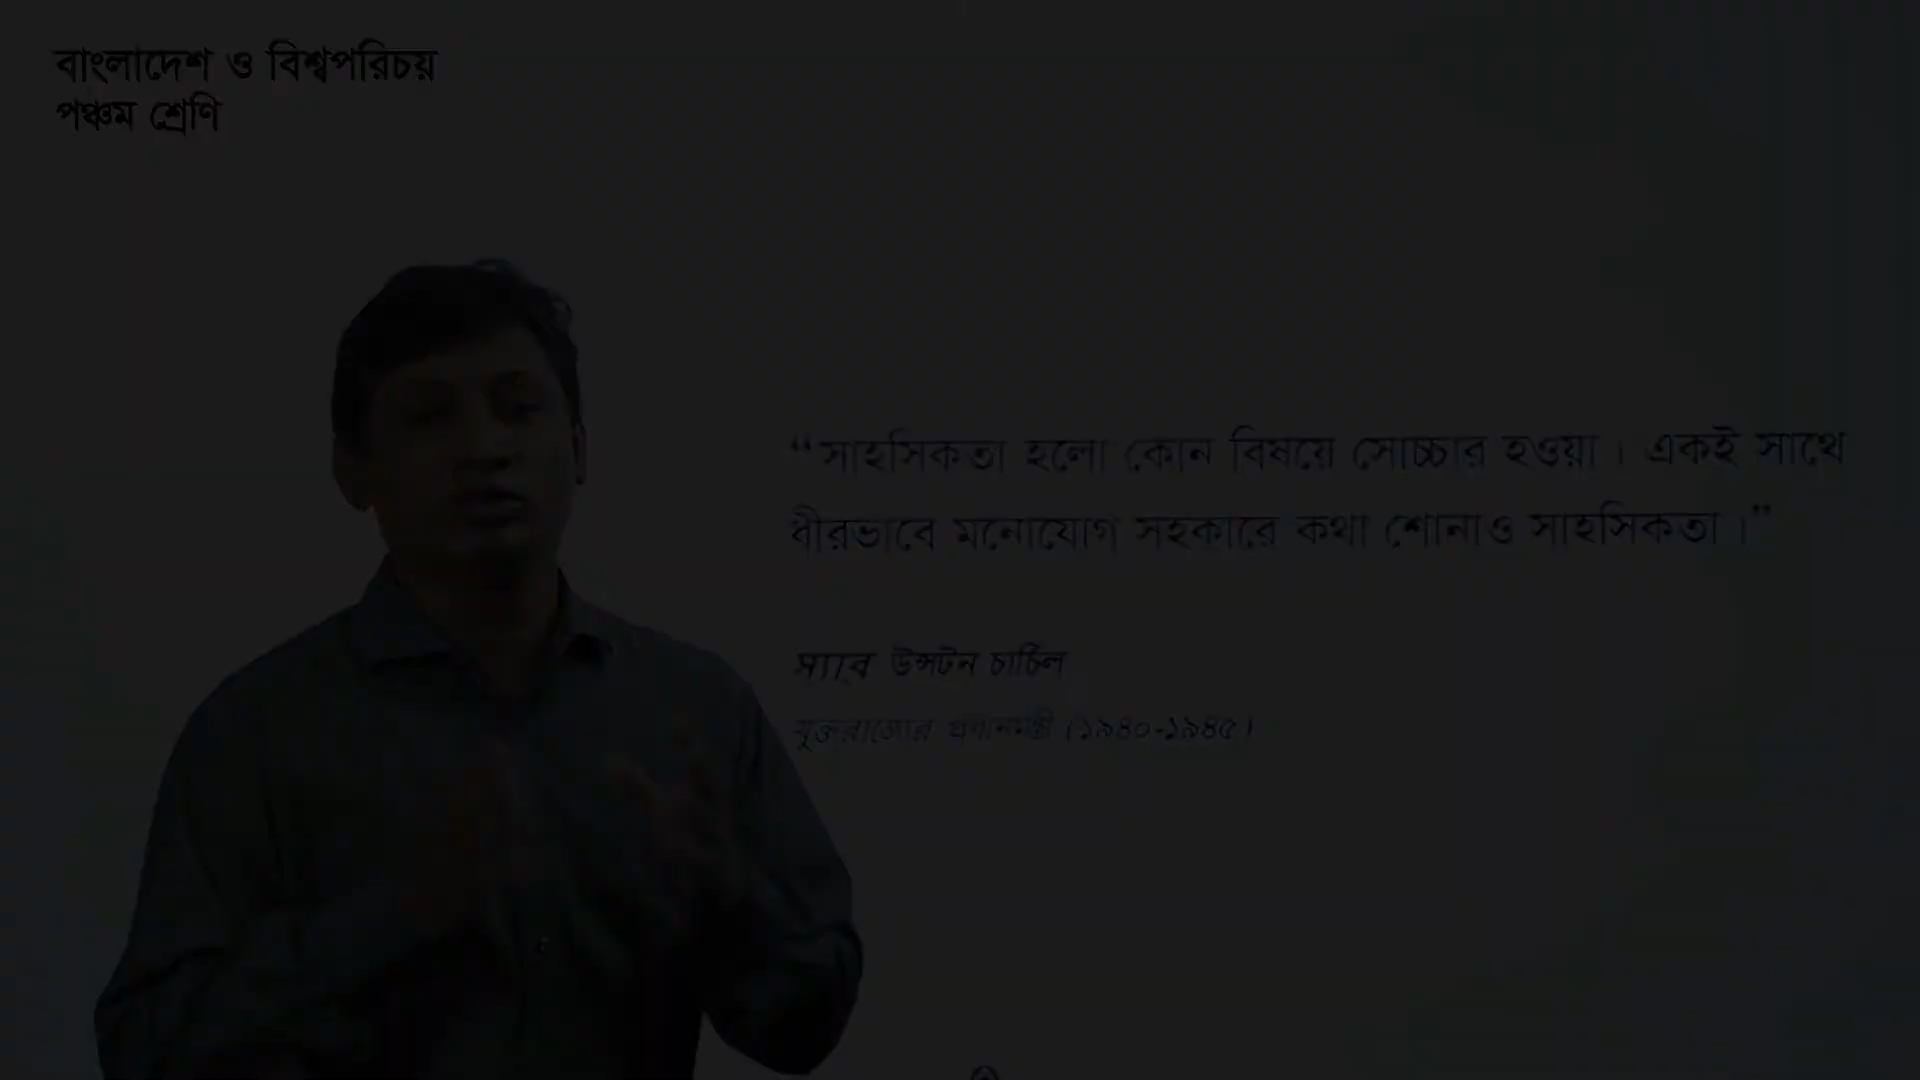 বাংলাদেশ ও বিশ্বপরিচয়
পঞ্চম শ্রেণি
“সাহসিকতা হলো কোন বিষয়ে সোচ্চার হওয়া। একই সাথে
ধীরভাবে মনোযোগ সহকারে কথা শোনাও সাহসিকতা।”
স্যার উন্সটন চার্চিল
যুক্তরাজ্যের প্রধানমন্ত্রী (১৯৪০-১৯৪৫)